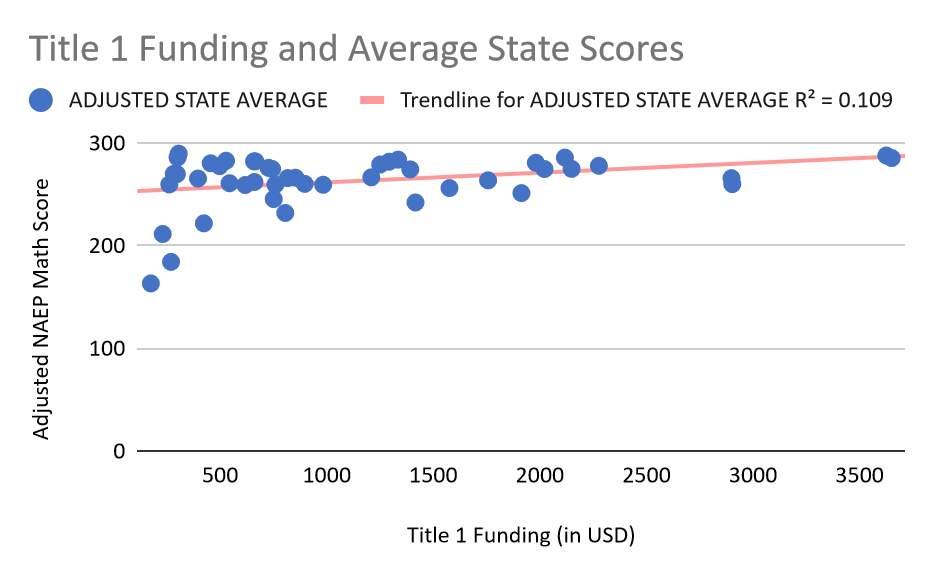 Title 1 Funding and Average State Scores
ADJUSTED STATE AVERAGE Trendline for ADJUSTED STATE AVERAGE R² = 0.109
Adjusted NAEP Math Score
300
200
100
0
500 1000 1500 2000 2500 3000 3500
Title 1 Funding (in USD)